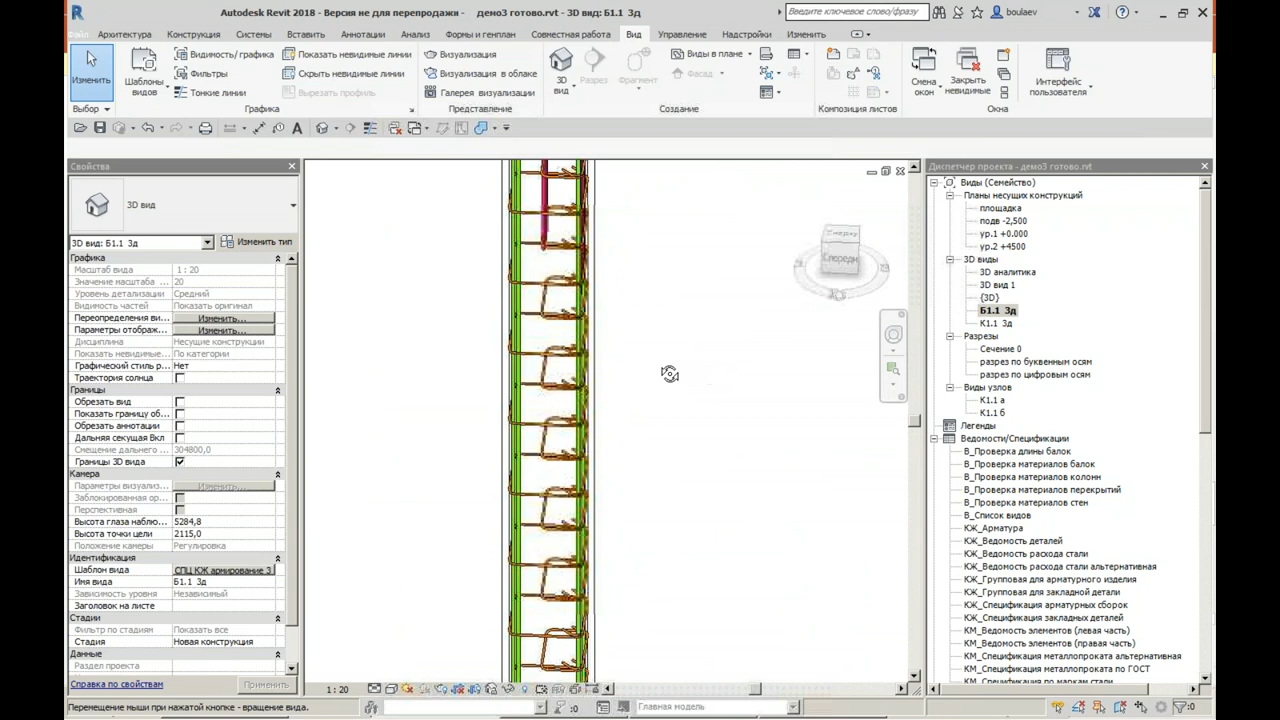 Autodesk Revit 2018 - Версия не для перепродажи - демо3 готово.rvt - 3D вид: Б1.1 3д
Введите ключевое слово/фразу
boulaev
Файл Архитектура Конструкция Системы Вставить Аннотации Анализ Формы и генплан Совместная работа Вид Управление Надстройки Изменить
Изменить
Шаблоны видов
Видимость/графика
Фильтры
Тонкие линии
Показать невидимые линии
Скрыть невидимые линии
Вырезать профиль
Визуализация
Визуализация в облаке
Галерея визуализации
3D вид
Разрез
Фрагмент
Виды в плане
Фасад
Смена окон
Закрыть невидимые
Интерфейс пользователя
Выбор Графика Представление Создание Композиция листов Окна
Свойства
3D вид
3D вид: Б1.1 3д Изменить тип
Графика
Масштаб вида 1 : 20
Значение масштаба 20
Уровень детализации Средний
Видимость частей Показать оригинал
Переопределения ви... Изменить...
Параметры отображ... Изменить...
Дисциплина Несущие конструкции
Показать невидимые... По категории
Графический стиль р... Нет
Траектория солнца
Границы
Обрезать вид
Показать границу об...
Обрезать аннотации
Дальняя секущая Вкл
Смещение дальнего ... 304800,0
Границы 3D вида
Камера
Параметры визуализ... Изменить...
Заблокированная ор...
Перспективная
Высота глаза наблю... 5284,8
Высота точки цели 2115,0
Положение камеры Регулировка
Идентификация
Шаблон вида СПЦ КЖ армирование 3
Имя вида Б1.1 3д
Зависимость уровня Независимый
Заголовок на листе
Стадии
Фильтр по стадиям Показать все
Стадия Новая конструкция
Данные
Раздел проекта
Справка по свойствам Применить
Сверху
Спереди
Диспетчер проекта - демо3 готово.rvt
Виды (Семейство)
Планы несущих конструкций
площадка
подв -2,500
ур.1 +0.000
ур.2 +4500
3D виды
3D аналитика
3D вид 1
{3D}
Б1.1 3д
К1.1 3д
Разрезы
Сечение 0
разрез по буквенным осям
разрез по цифровым осям
Виды узлов
К1.1 а
К1.1 б
Легенды
Ведомости/Спецификации
В_Проверка длины балок
В_Проверка материалов балок
В_Проверка материалов колонн
В_Проверка материалов перекрытий
В_Проверка материалов стен
В_Список видов
КЖ_Арматура
КЖ_Ведомость деталей
КЖ_Ведомость расхода стали
КЖ_Ведомость расхода стали альтернативная
КЖ_Групповая для арматурного изделия
КЖ_Групповая для закладной детали
КЖ_Спецификация арматурных сборок
КЖ_Спецификация закладных деталей
КМ_Ведомость элементов (левая часть)
КМ_Ведомость элементов (правая часть)
КМ_Спецификация металлопроката альтернативная
КМ_Спецификация металлопроката по ГОСТ
КМ_Спецификация по маркам стали
1 : 20
Перемещение мыши при нажатой кнопке - вращение вида.
:0
Главная модель
:0